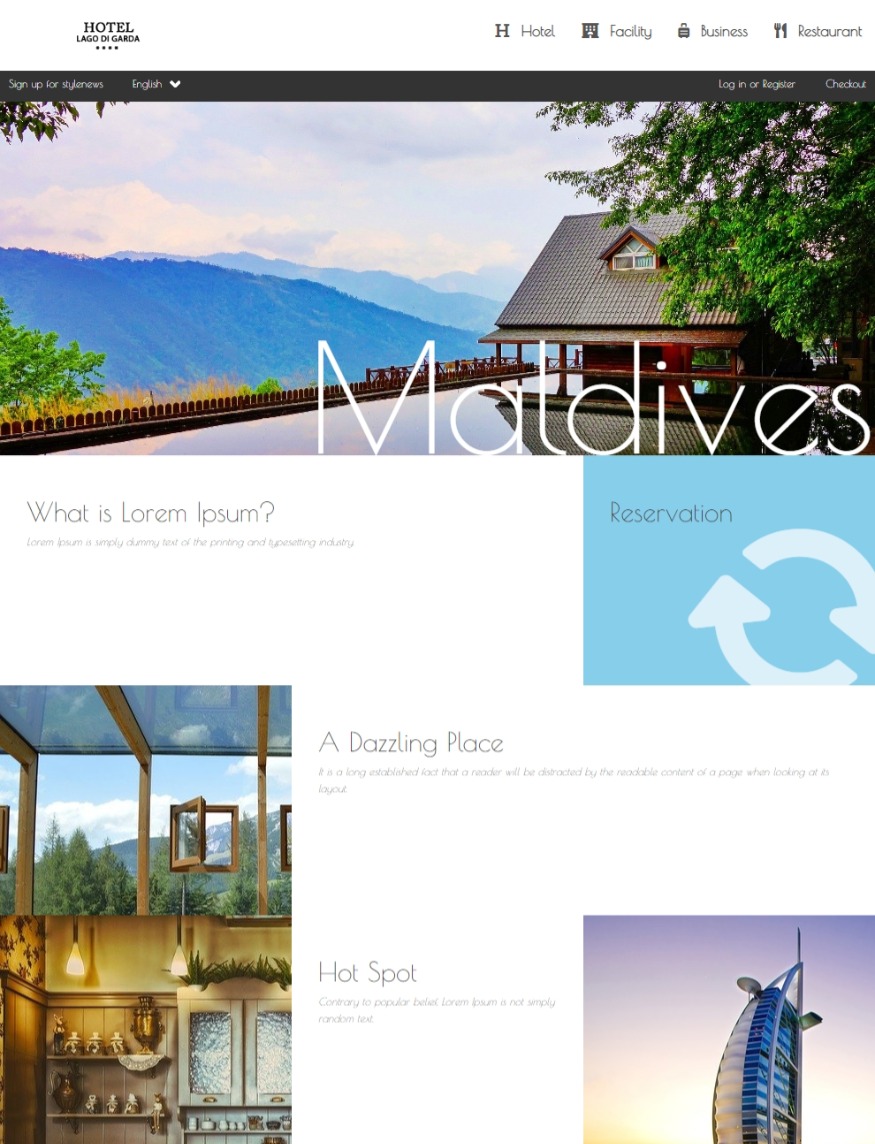 HOTEL
LAGO DI GARDA
Hotel
Facility
Business
Restaurant
Sign up for stylenews
English
Log in or Register
Checkout
Maldives
What is Lorem Ipsum?
Lorem Ipsum is simply dummy text of the printing and typesetting industry.
Reservation
A Dazzling Place
It is a long established fact that a reader will be distracted by the readable content of a page when looking at its
layout.
Hot Spot
Contrary to popular belief, Lorem Ipsum is not simply
random text.